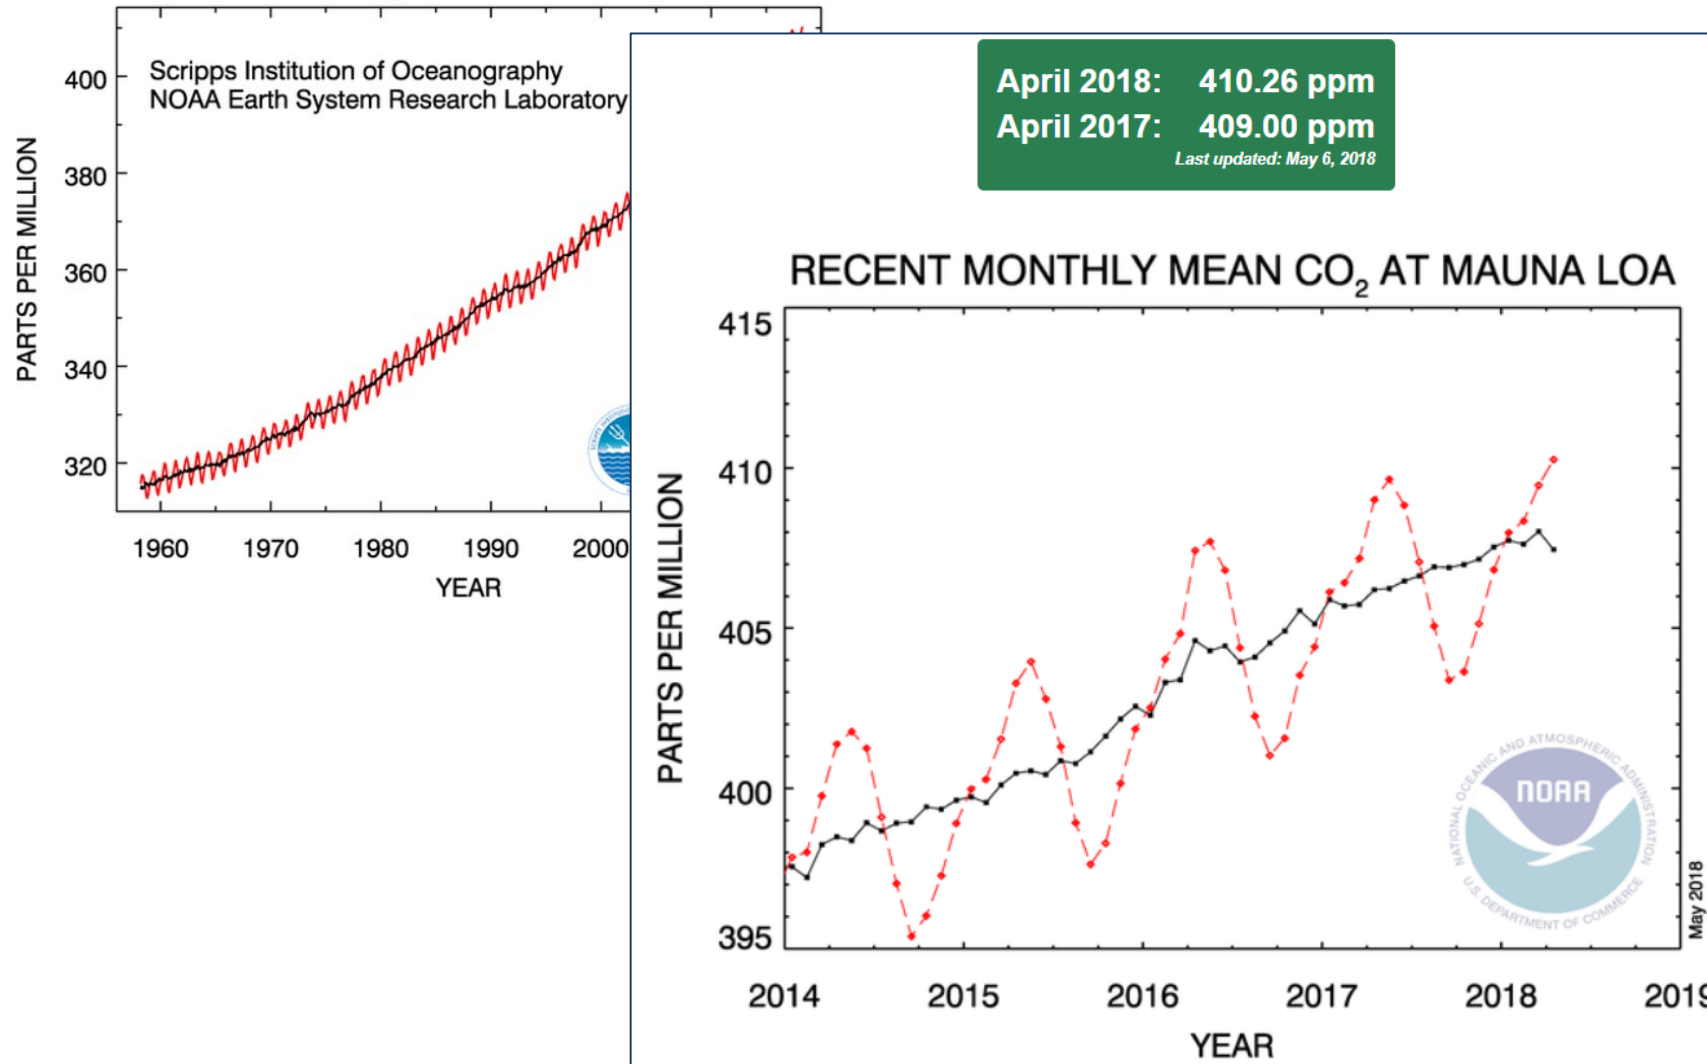 Scripps Institution of Oceanography
NOAA Earth System Research Laboratory
PARTS PER MILLION
400
380
360
340
320
1960 1970 1980 1990 2000
YEAR
April 2018: 410.26 ppm
April 2017: 409.00 ppm
Last updated: May 6, 2018
RECENT MONTHLY MEAN CO₂ AT MAUNA LOA
PARTS PER MILLION
415
410
405
400
395
2014 2015 2016 2017 2018 2019
YEAR
NATIONAL OCEANIC AND ATMOSPHERIC ADMINISTRATION
NOAA
U.S. DEPARTMENT OF COMMERCE
May 2018